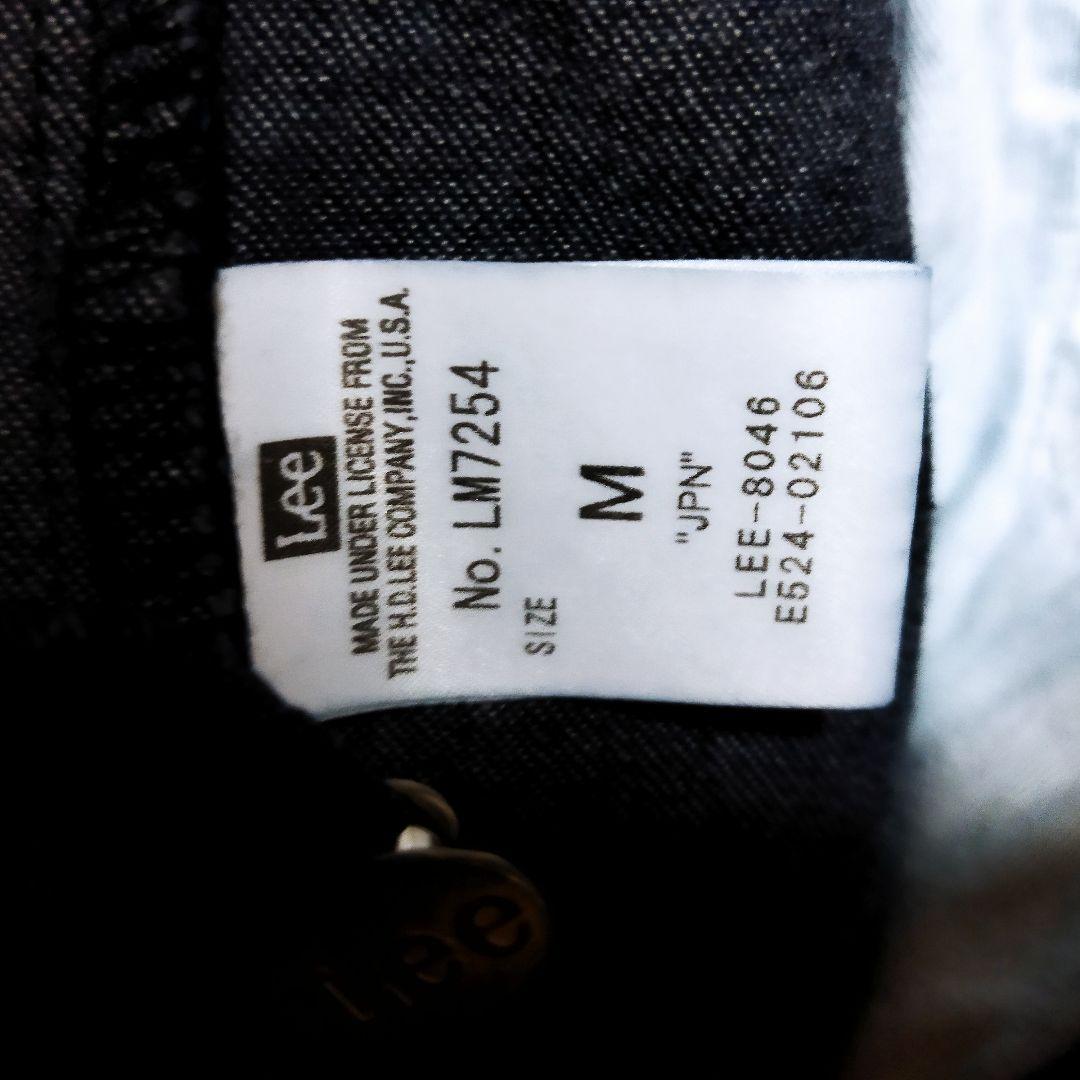 Lee
MADE UNDER LICENSE FROM
THE H.D.LEE COMPANY,INC.,U.S.A.
No. LM7254
SIZE
M
"JPN"
LEE-8046
E524-02106
Lee